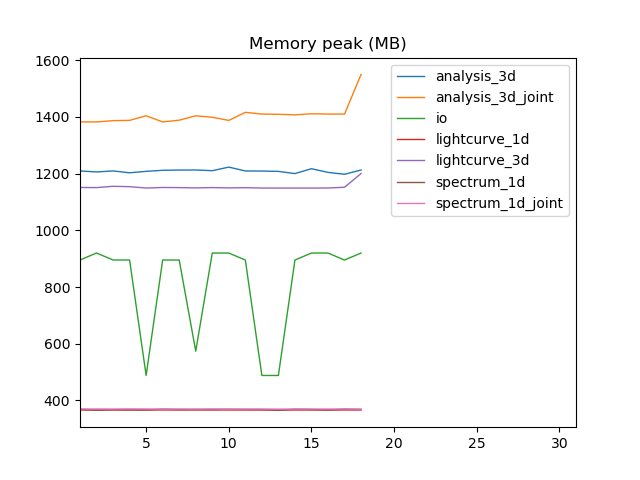 Memory peak (MB)
1600
1400
1200
1000
800
600
400
5
10
15
20
25
30
analysis_3d
analysis_3d_joint
io
lightcurve_1d
lightcurve_3d
spectrum_1d
spectrum_1d_joint